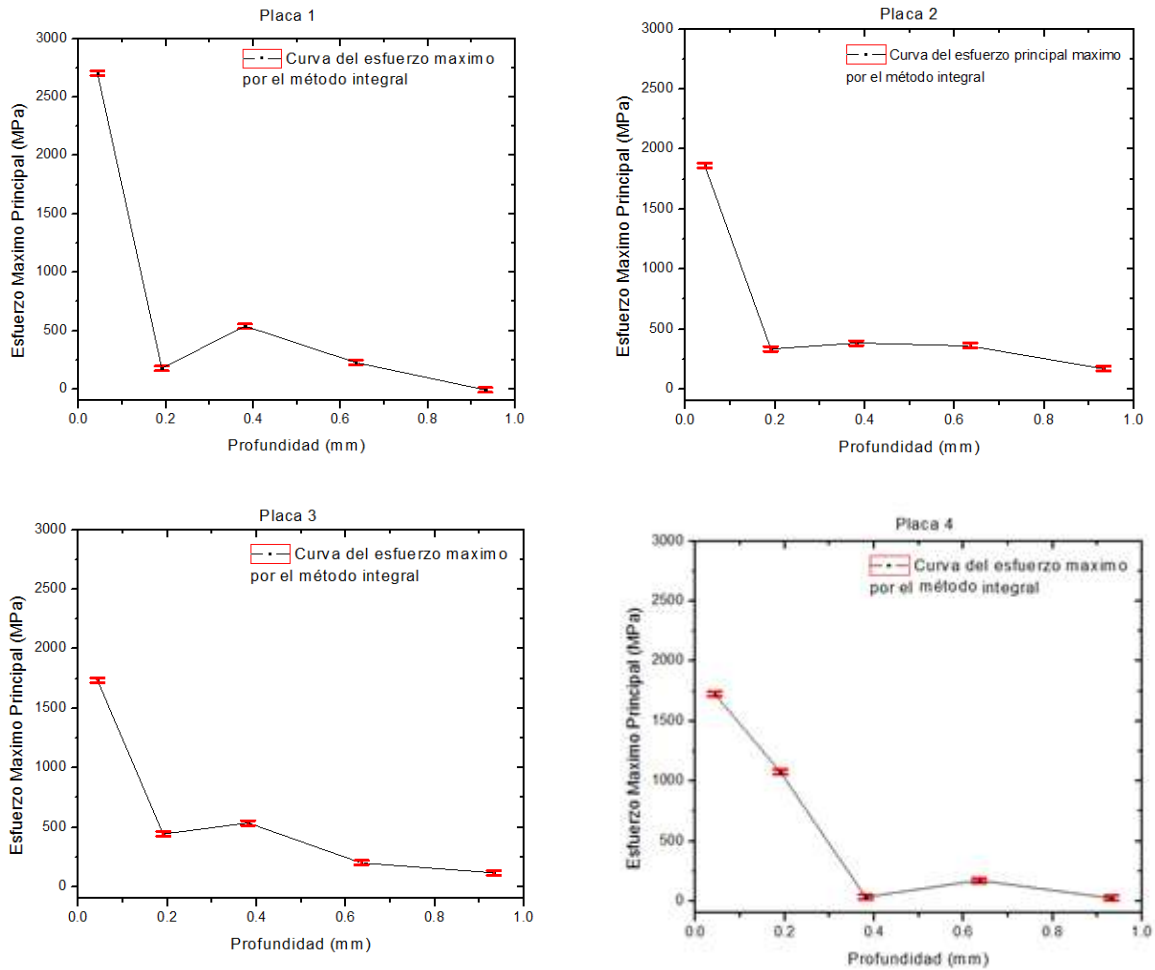 Placa 1
3000
2500
2000
1500
1000
500
0
Esfuerzo Maximo Principal (MPa)
Curva del esfuerzo maximo
por el método integral
0.0 0.2 0.4 0.6 0.8 1.0
Profundidad (mm)
Placa 2
3000
2500
2000
1500
1000
500
0
Esfuerzo Maximo Principal (MPa)
Curva del esfuerzo principal maximo
por el método integral
0.0 0.2 0.4 0.6 0.8 1.0
Profundidad (mm)
Placa 3
3000
2500
2000
1500
1000
500
0
Esfuerzo Maximo Principal (MPa)
Curva del esfuerzo maximo
por el método integral
0.0 0.2 0.4 0.6 0.8 1.0
Profundidad (mm)
Placa 4
3000
2500
2000
1500
1000
500
0
Esfuerzo Maximo Principal (MPa)
Curva del esfuerzo maximo
por el método integral
0.0 0.2 0.4 0.6 0.8 1.0
Profundidad (mm)